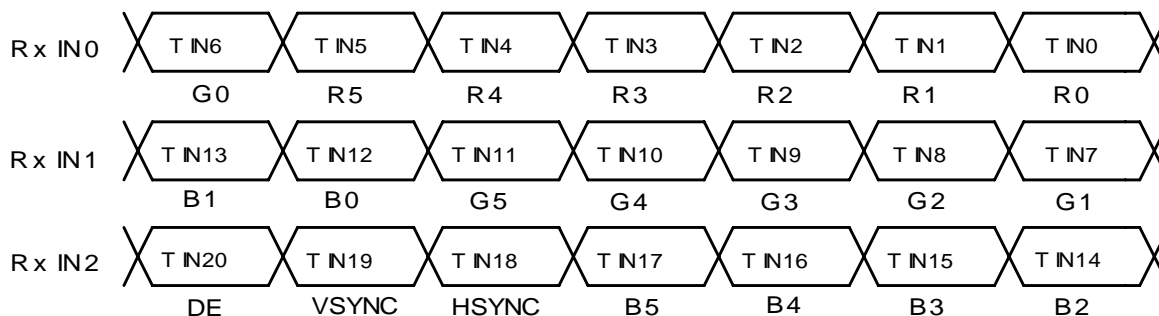 Rx IN0 TIN6 TIN5 TIN4 TIN3 TIN2 TIN1 TIN0
G0 R5 R4 R3 R2 R1 R0
Rx IN1 TIN13 TIN12 TIN11 TIN10 TIN9 TIN8 TIN7
B1 B0 G5 G4 G3 G2 G1
Rx IN2 TIN20 TIN19 TIN18 TIN17 TIN16 TIN15 TIN14
DE VSYNC HSYNC B5 B4 B3 B2